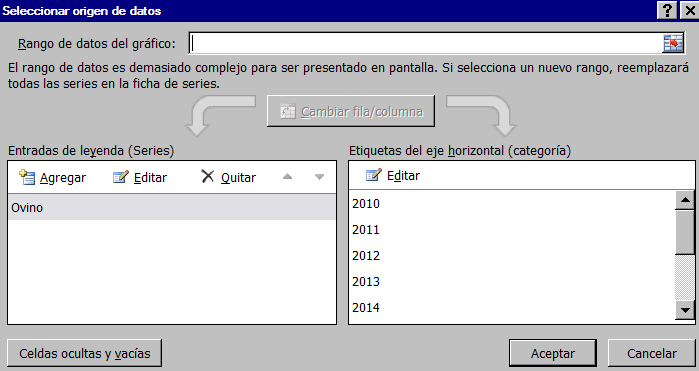 Seleccionar origen de datos
Rango de datos del gráfico:
El rango de datos es demasiado complejo para ser presentado en pantalla. Si selecciona un nuevo rango, reemplazará
todas las series en la ficha de series.
Cambiar fila/columna
Entradas de leyenda (Series)
Agregar Editar Quitar
Ovino
Etiquetas del eje horizontal (categoría)
Editar
2010
2011
2012
2013
2014
Celdas ocultas y vacías
Aceptar
Cancelar